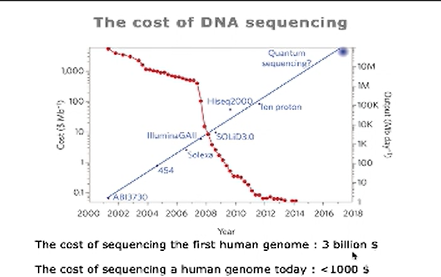 The cost of DNA sequencing
Quantum
sequencing?
Hiseq2000
Ion proton
IlluminaGAII
SOLiD3.0
Solexa
454
ABI3730
Cost ($ Mb⁻¹)
1,000
100
10
1
0.1
Output (Mb day⁻¹)
10M
1M
100K
10K
1K
100
10
1
2000 2002 2004 2006 2008 2010 2012 2014 2016 2018
Year
The cost of sequencing the first human genome : 3 billion $
The cost of sequencing a human genome today : <1000 $